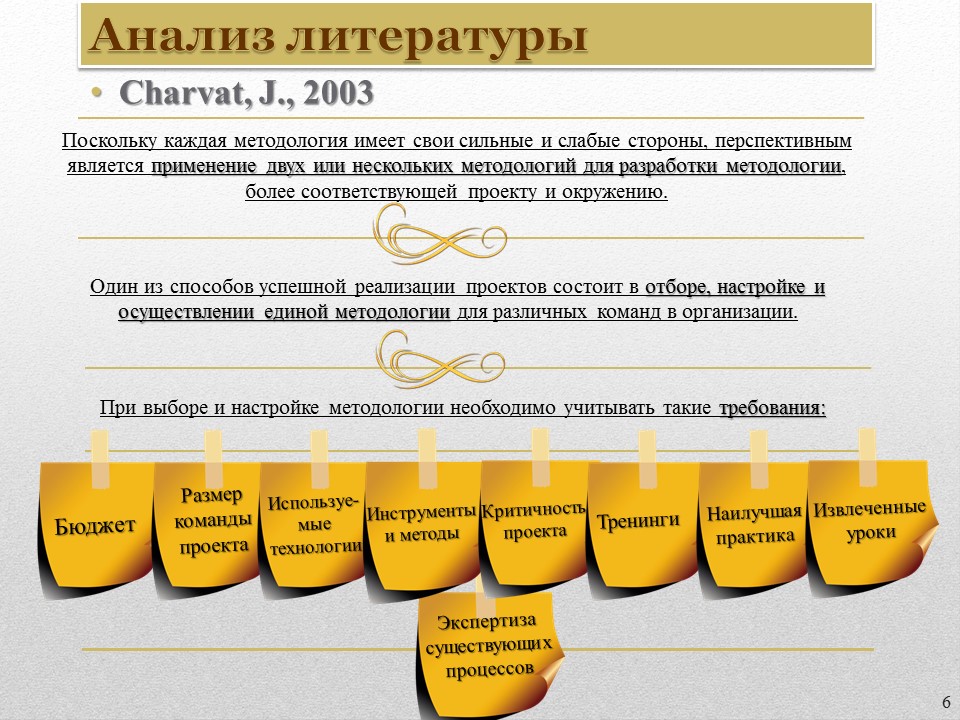 Анализ литературы
• Charvat, J., 2003
Поскольку каждая методология имеет свои сильные и слабые стороны, перспективным
является применение двух или нескольких методологий для разработки методологии,
более соответствующей проекту и окружению.
Один из способов успешной реализации проектов состоит в отборе, настройке и
осуществлении единой методологии для различных команд в организации.
При выборе и настройке методологии необходимо учитывать такие требования:
Бюджет
Размер
команды
проекта
Используе-
мые
технологии
Инструменты
и методы
Критичность
проекта
Тренинги
Наилучшая
практика
Извлеченные
уроки
Экспертиза
существующих
процессов
6